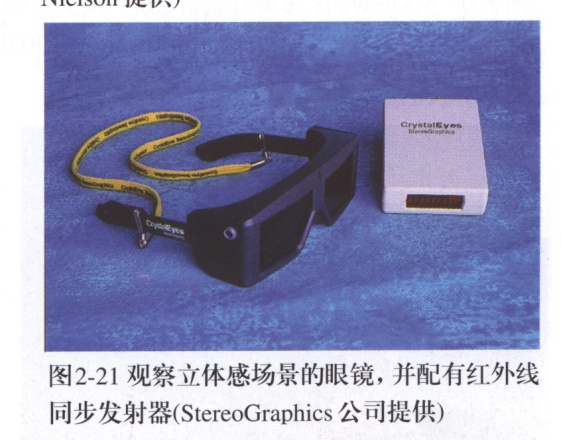 Nielson 提供)
CrystalEyes
StereoGraphics
CrystalEyes
图2-21 观察立体感场景的眼镜，并配有红外线
同步发射器(StereoGraphics 公司提供)